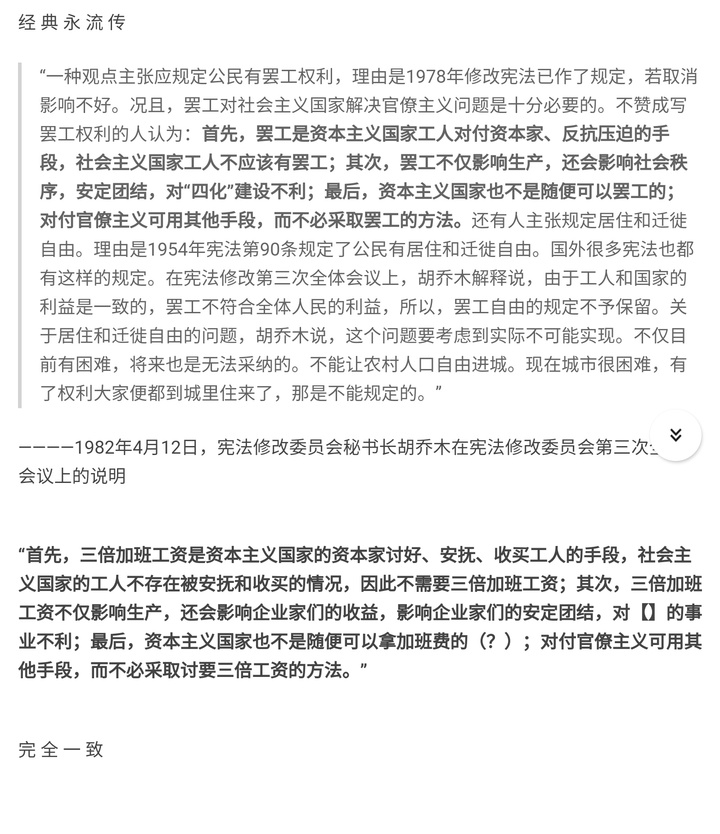 经典永流传
“一种观点主张应规定公民有罢工权利，理由是1978年修改宪法已作了规定，若取消
影响不好。况且，罢工对社会主义国家解决官僚主义问题是十分必要的。不赞成写
罢工权利的人认为：首先，罢工是资本主义国家工人对付资本家、反抗压迫的手
段，社会主义国家工人不应该有罢工；其次，罢工不仅影响生产，还会影响社会秩
序，安定团结，对“四化”建设不利；最后，资本主义国家也不是随便可以罢工的；
对付官僚主义可用其他手段，而不必采取罢工的方法。还有人主张规定居住和迁徙
自由。理由是1954年宪法第90条规定了公民有居住和迁徙自由。国外很多宪法也都
有这样的规定。在宪法修改第三次全体会议上，胡乔木解释说，由于工人和国家的
利益是一致的，罢工不符合全体人民的利益，所以，罢工自由的规定不予保留。关
于居住和迁徙自由的问题，胡乔木说，这个问题要考虑到实际不可能实现。不仅目
前有困难，将来也是无法采纳的。不能让农村人口自由进城。现在城市很困难，有
了权利大家便都到城里住来了，那是不能规定的。”
————1982年4月12日，宪法修改委员会秘书长胡乔木在宪法修改委员会第三次
会议上的说明
“首先，三倍加班工资是资本主义国家的资本家讨好、安抚、收买工人的手段，社会主
义国家的工人不存在被安抚和收买的情况，因此不需要三倍加班工资；其次，三倍加班
工资不仅影响生产，还会影响企业家们的收益，影响企业家们的安定团结，对【】的事
业不利；最后，资本主义国家也不是随便可以拿加班费的（？）；对付官僚主义可用其
他手段，而不必采取讨要三倍工资的方法。”
完全一致